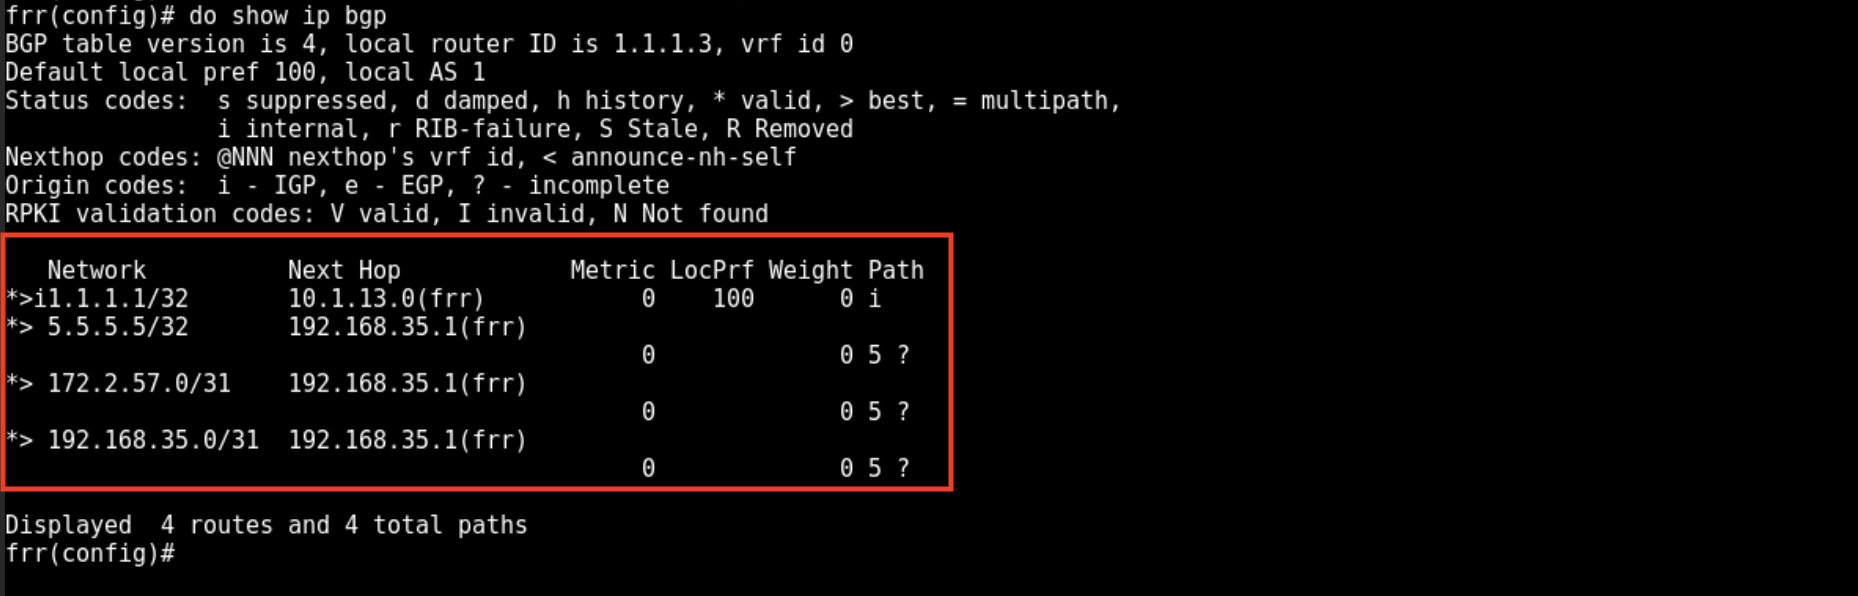 frr(config)# do show ip bgp
BGP table version is 4, local router ID is 1.1.1.3, vrf id 0
Default local pref 100, local AS 1
Status codes:  s suppressed, d damped, h history, * valid, > best, = multipath,
               i internal, r RIB-failure, S Stale, R Removed
Nexthop codes: @NNN nexthop's vrf id, < announce-nh-self
Origin codes:  i - IGP, e - EGP, ? - incomplete
RPKI validation codes: V valid, I invalid, N Not found
   Network          Next Hop            Metric LocPrf Weight Path
*>i1.1.1.1/32       10.1.13.0(frr)           0    100      0 i
*> 5.5.5.5/32       192.168.35.1(frr)
                                             0             0 5 ?
*> 172.2.57.0/31    192.168.35.1(frr)
                                             0             0 5 ?
*> 192.168.35.0/31  192.168.35.1(frr)
                                             0             0 5 ?
Displayed  4 routes and 4 total paths
frr(config)#